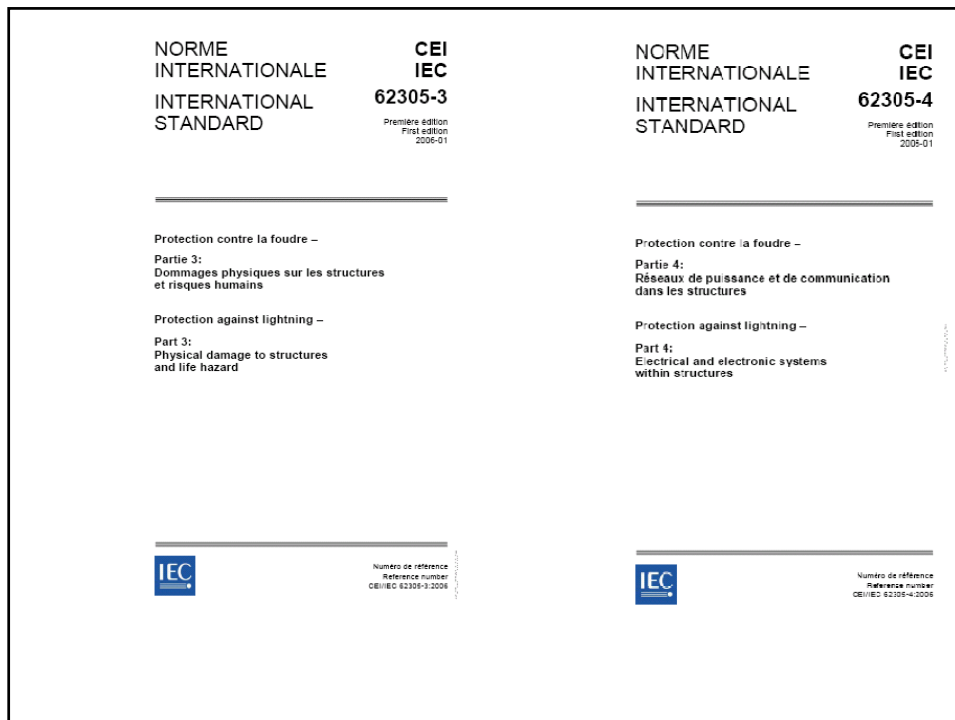 NORME
INTERNATIONALE
CEI
IEC
INTERNATIONAL
STANDARD
62305-3
Première édition
First edition
2006-01
Protection contre la foudre –
Partie 3:
Dommages physiques sur les structures
et risques humains
Protection against lightning –
Part 3:
Physical damage to structures
and life hazard
IEC
Numéro de référence
Reference number
CEI/IEC 62305-3:2006
NORME
INTERNATIONALE
CEI
IEC
INTERNATIONAL
STANDARD
62305-4
Première édition
First edition
2006-01
Protection contre la foudre –
Partie 4:
Réseaux de puissance et de communication
dans les structures
Protection against lightning –
Part 4:
Electrical and electronic systems
within structures
IEC
Numéro de référence
Reference number
CEI/IEC 62305-4:2006